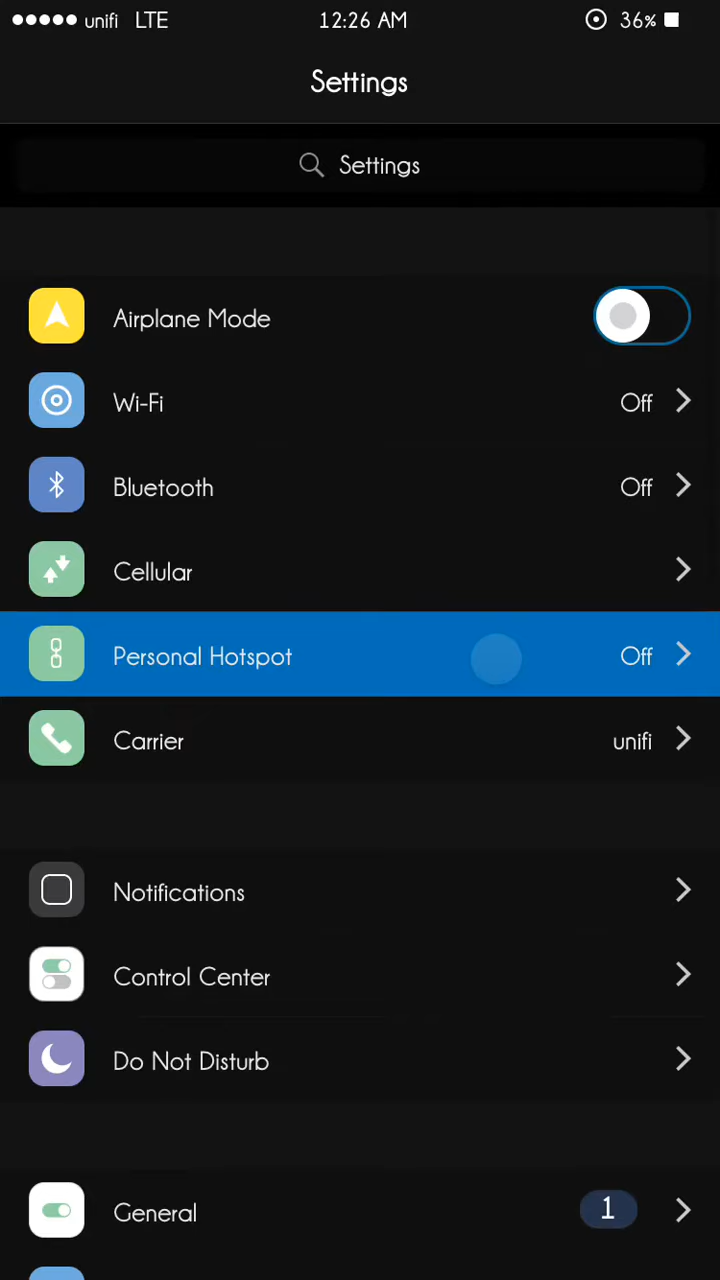 unifi LTE 12:26 AM 36%
Settings
Settings
Airplane Mode
Wi-Fi Off
Bluetooth Off
Cellular
Personal Hotspot Off
Carrier unifi
Notifications
Control Center
Do Not Disturb
General 1